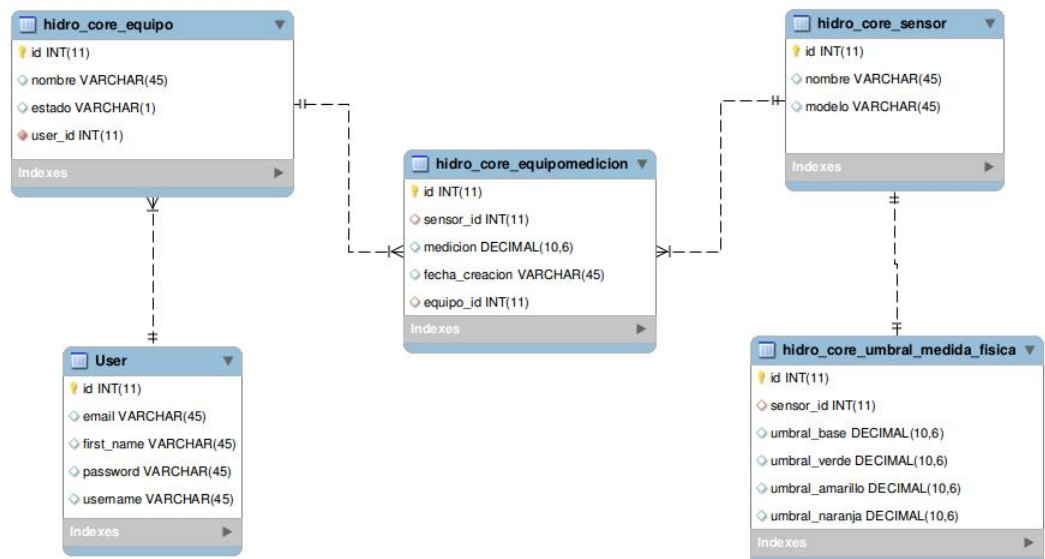 hidro_core_equipo
id INT(11)
nombre VARCHAR(45)
estado VARCHAR(1)
user_id INT(11)
Indexes
hidro_core_sensor
id INT(11)
nombre VARCHAR(45)
modelo VARCHAR(45)
Indexes
hidro_core_equipomedicion
id INT(11)
sensor_id INT(11)
medicion DECIMAL(10,6)
fecha_creacion VARCHAR(45)
equipo_id INT(11)
Indexes
User
id INT(11)
email VARCHAR(45)
first_name VARCHAR(45)
password VARCHAR(45)
username VARCHAR(45)
Indexes
hidro_core_umbral_medida_fisica
id INT(11)
sensor_id INT(11)
umbral_base DECIMAL(10,6)
umbral_verde DECIMAL(10,6)
umbral_amarillo DECIMAL(10,6)
umbral_naranja DECIMAL(10,6)
Indexes